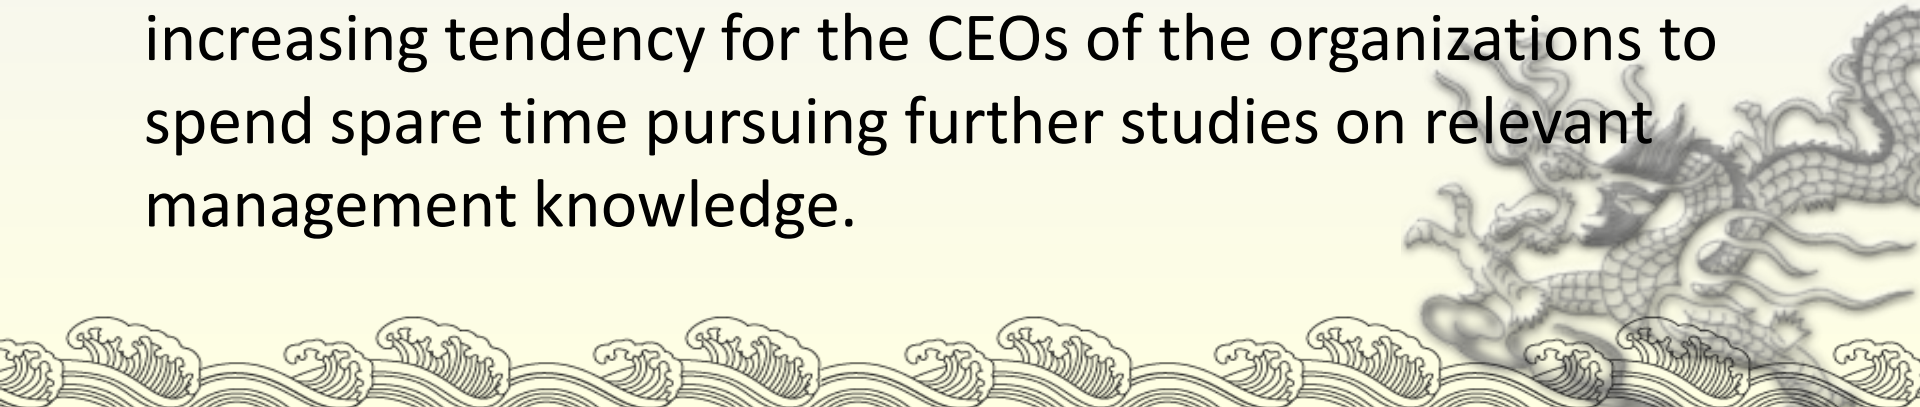 increasing tendency for the CEOs of the organizations to
spend spare time pursuing further studies on relevant
management knowledge.